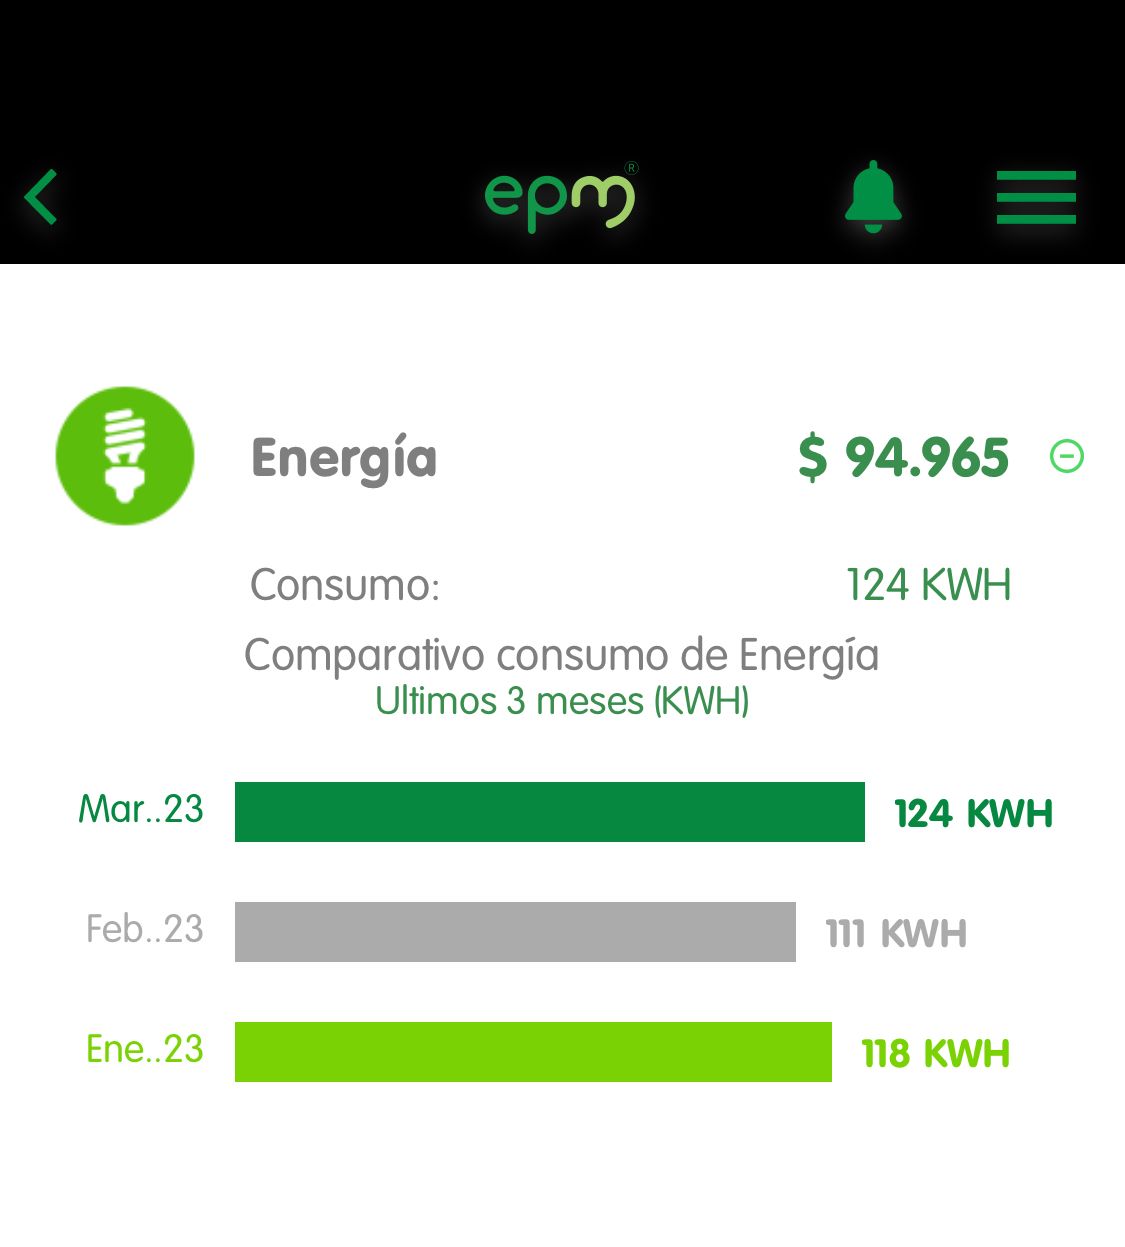 epm®
Energía $ 94.965
Consumo: 124 KWH
Comparativo consumo de Energía
Ultimos 3 meses (KWH)
Mar..23 124 KWH
Feb..23 111 KWH
Ene..23 118 KWH